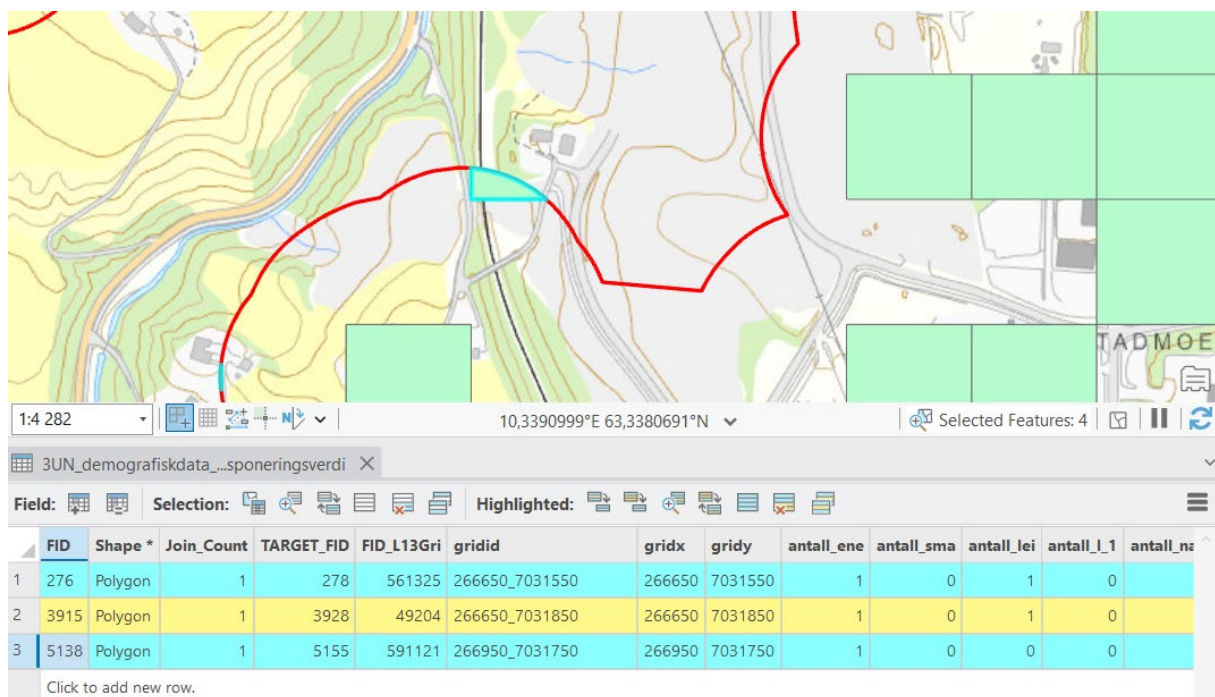 TADMOE
1:4 282
10,3390999°E 63,3380691°N
Selected Features: 4
3UN_demografiskdata_...sponeringsverdi
Field: Selection: Highlighted:
FID Shape * Join_Count TARGET_FID FID_L13Gri gridid gridx gridy antall_ene antall_sma antall_lei antall_l_1 antall_na
1 276 Polygon 1 278 561325 266650_7031550 266650 7031550 1 0 1 0
2 3915 Polygon 1 3928 49204 266650_7031850 266650 7031850 1 0 1 0
3 5138 Polygon 1 5155 591121 266950_7031750 266950 7031750 1 0 0 0
Click to add new row.